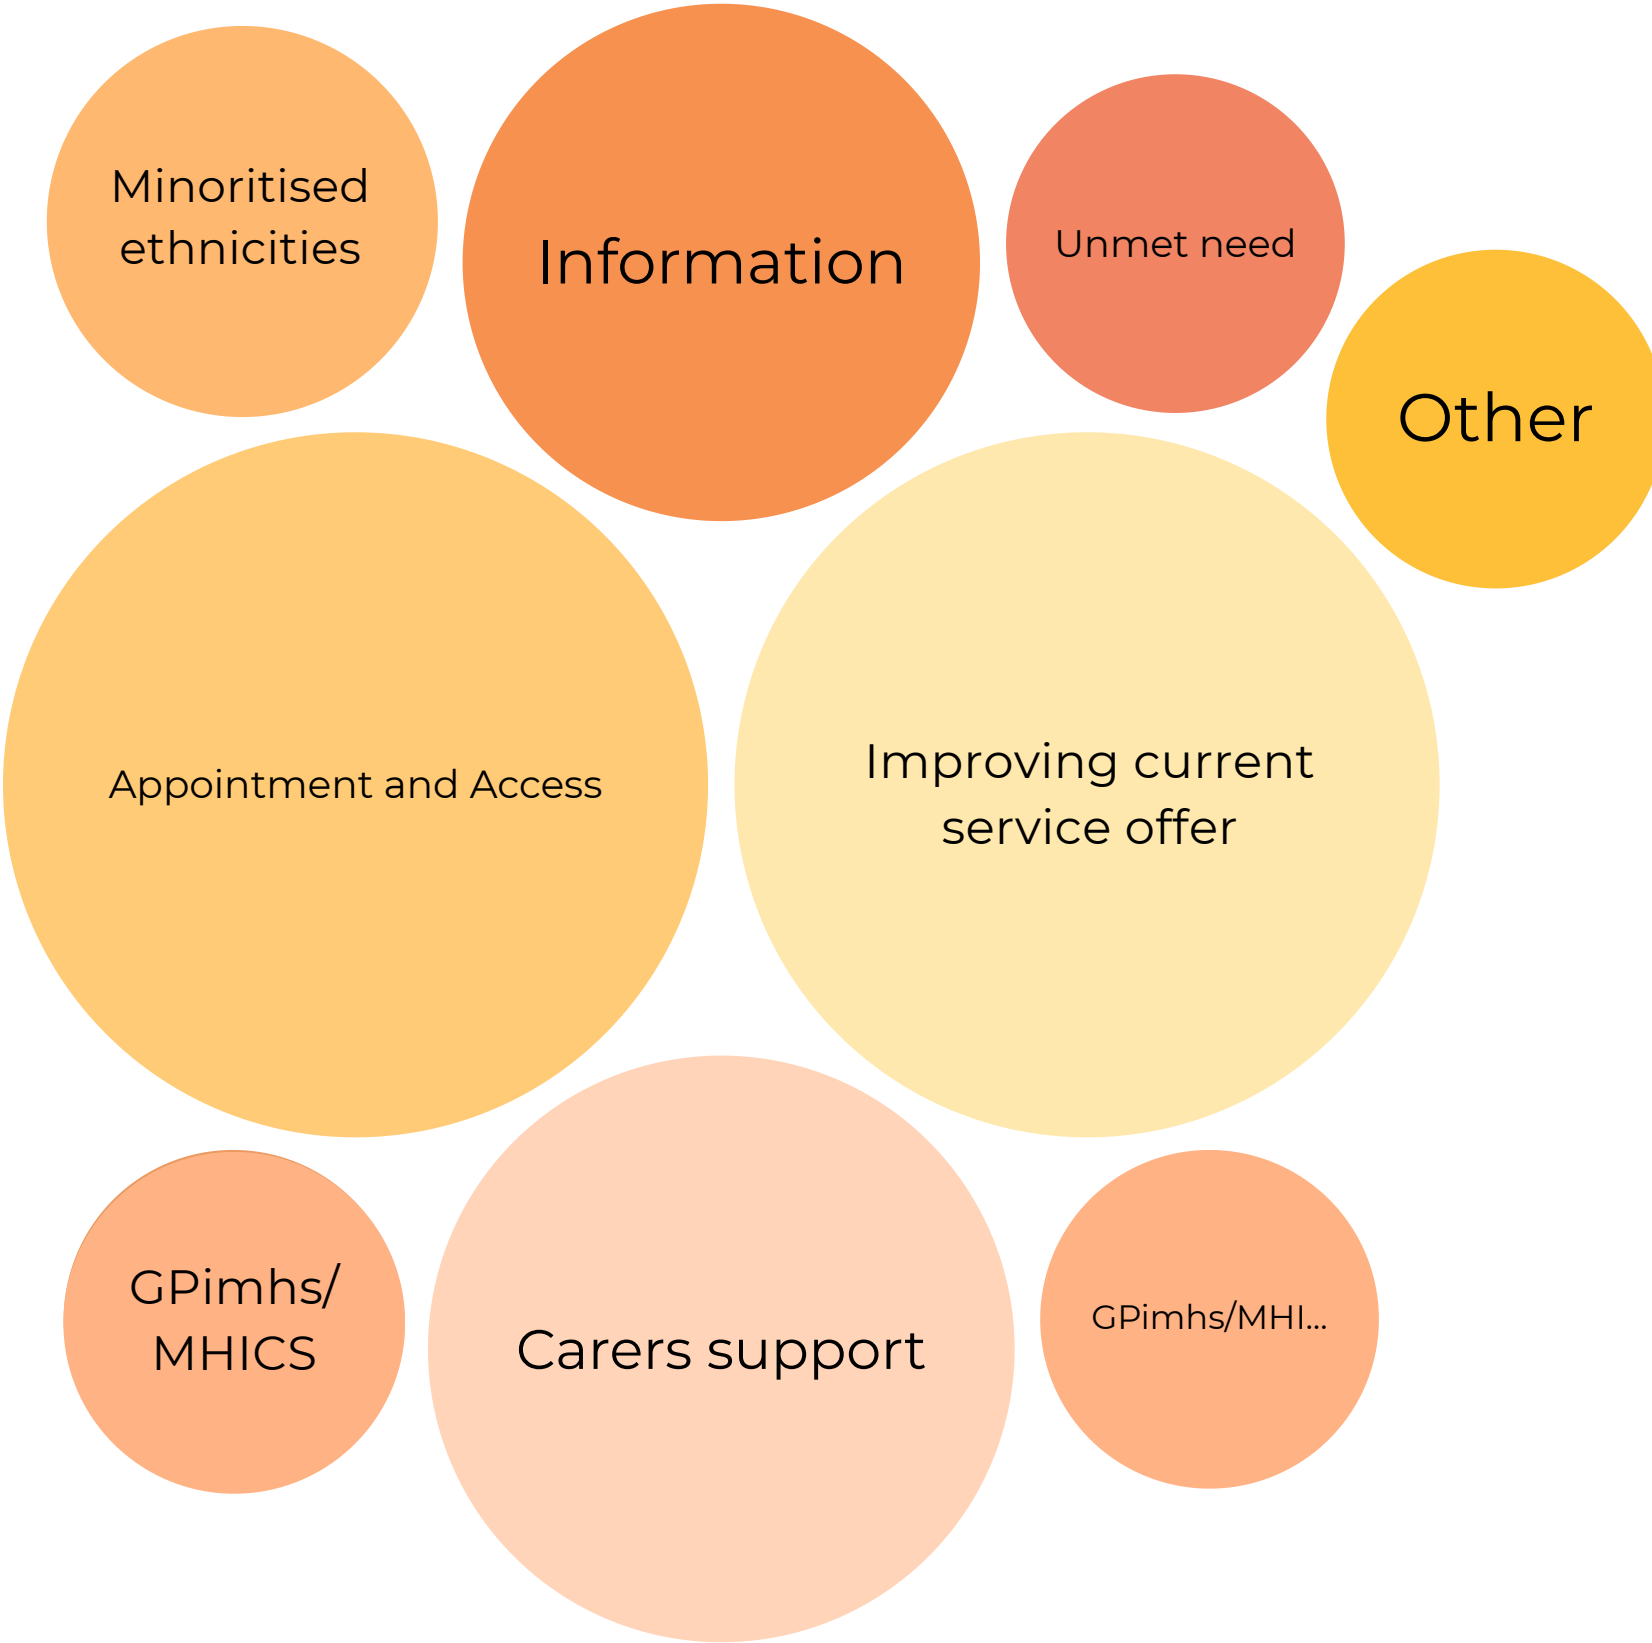 Minoritised
ethnicities
Information
Unmet need
Other
Appointment and Access
Improving current
service offer
GPimhs/
MHICS
Carers support
GPimhs/MHI...